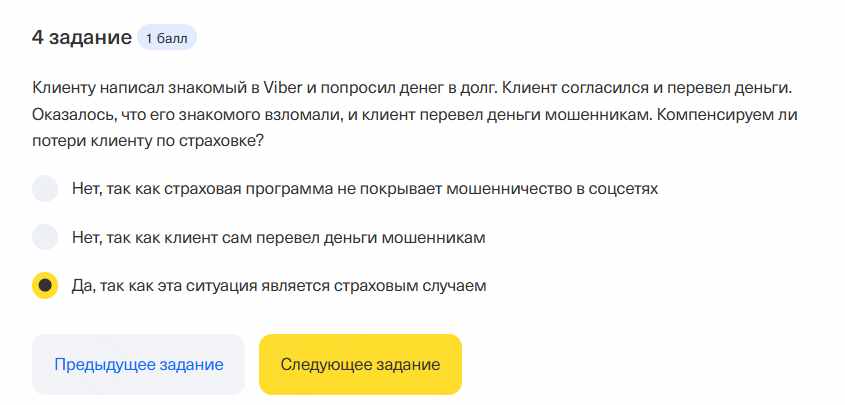 4 задание 1 балл
Клиенту написал знакомый в Viber и попросил денег в долг. Клиент согласился и перевел деньги.
Оказалось, что его знакомого взломали, и клиент перевел деньги мошенникам. Компенсируем ли
потери клиенту по страховке?
Нет, так как страховая программа не покрывает мошенничество в соцсетях
Нет, так как клиент сам перевел деньги мошенникам
Да, так как эта ситуация является страховым случаем
Предыдущее задание Следующее задание